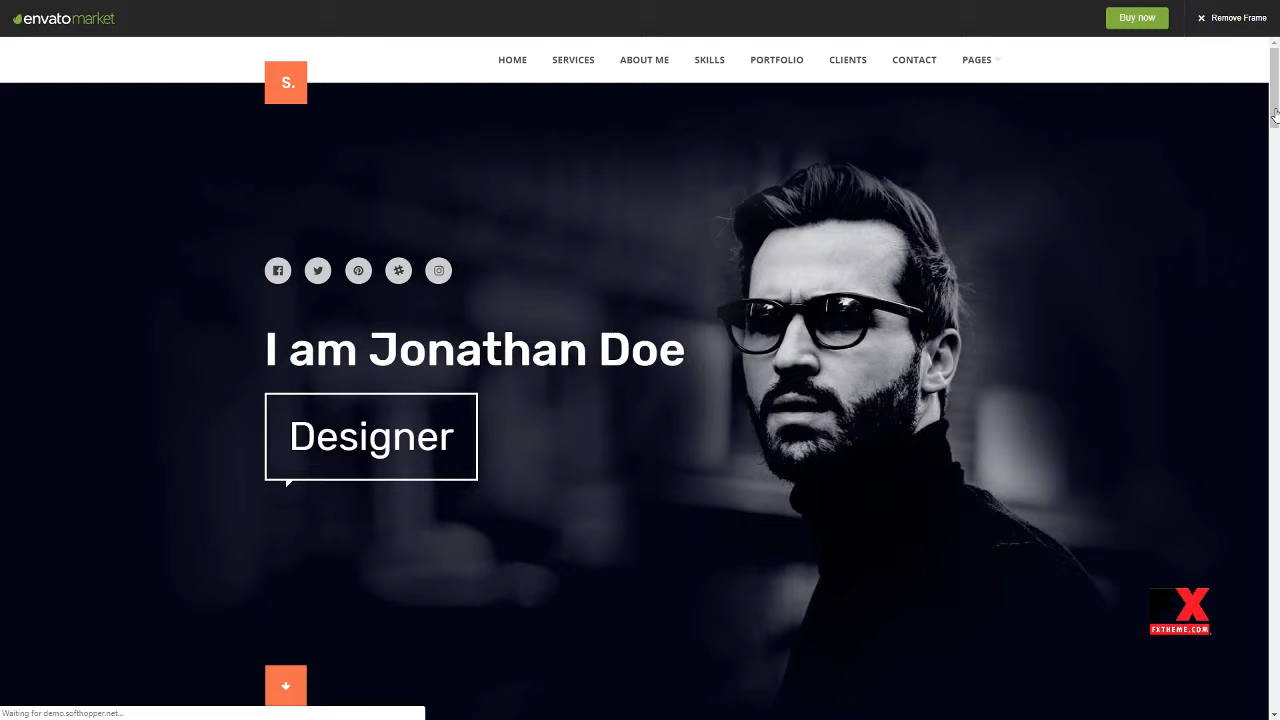 envatomarket
Buy now
Remove Frame
S.
HOME
SERVICES
ABOUT ME
SKILLS
PORTFOLIO
CLIENTS
CONTACT
PAGES
I am Jonathan Doe
Designer
FX
FXTHEME.COM
Waiting for demo.softhopper.net...